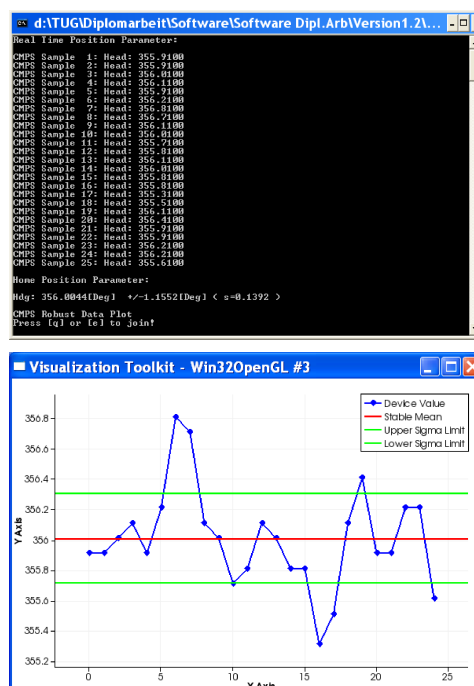 d:\TUG\Diplomarbeit\Software\Software Dipl.Arb\Version1.2\...
Real Time Position Parameter:
CMPS Sample 1: Head: 355.9100
CMPS Sample 2: Head: 355.9100
CMPS Sample 3: Head: 356.0100
CMPS Sample 4: Head: 356.1100
CMPS Sample 5: Head: 355.9100
CMPS Sample 6: Head: 356.2100
CMPS Sample 7: Head: 356.8100
CMPS Sample 8: Head: 356.7100
CMPS Sample 9: Head: 356.1100
CMPS Sample 10: Head: 356.0100
CMPS Sample 11: Head: 355.7100
CMPS Sample 12: Head: 355.8100
CMPS Sample 13: Head: 356.1100
CMPS Sample 14: Head: 356.0100
CMPS Sample 15: Head: 355.8100
CMPS Sample 16: Head: 355.8100
CMPS Sample 17: Head: 355.3100
CMPS Sample 18: Head: 355.5100
CMPS Sample 19: Head: 356.1100
CMPS Sample 20: Head: 356.4100
CMPS Sample 21: Head: 355.9100
CMPS Sample 22: Head: 355.9100
CMPS Sample 23: Head: 356.2100
CMPS Sample 24: Head: 356.2100
CMPS Sample 25: Head: 355.6100
Home Position Parameter:
Hdg: 356.0044[Deg] +/-1.1552[Deg] ( s=0.1392 )
CMPS Robust Data Plot
Press [q] or [e] to join!
Visualization Toolkit - Win32OpenGL #3
Device Value
Stable Mean
Upper Sigma Limit
Lower Sigma Limit
356.8
356.6
356.4
356.2
356
355.8
355.6
355.4
355.2
Y Axis
0 5 10 15 20 25
Y Axis